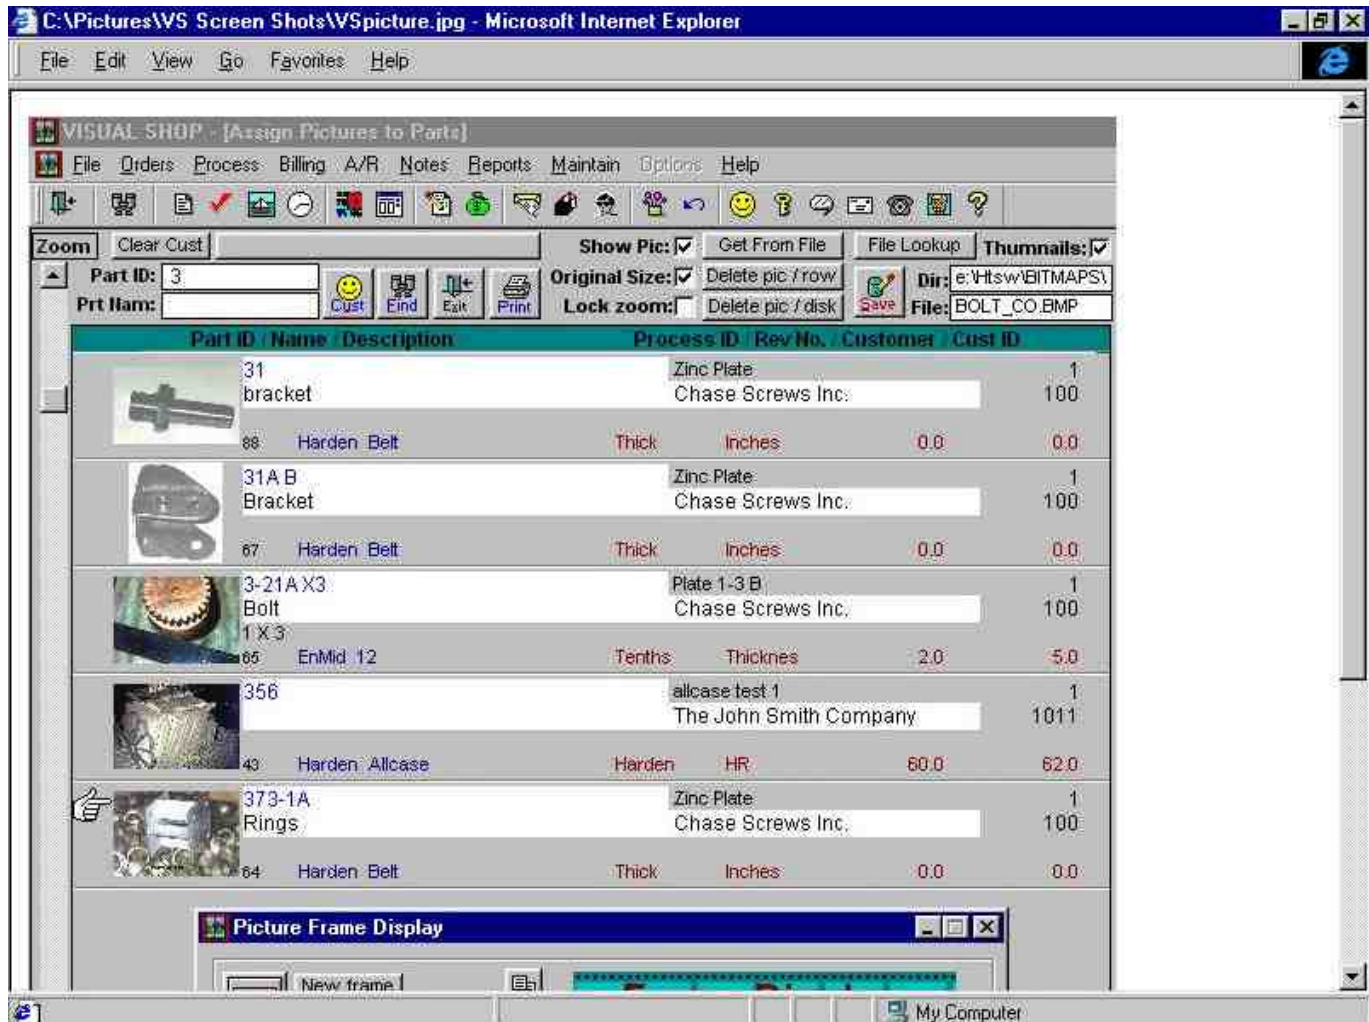 C:\Pictures\VS Screen Shots\VSpicture.jpg - Microsoft Internet Explorer
File Edit View Go Favorites Help
VISUAL SHOP - [Assign Pictures to Parts]
File Orders Process Billing A/R Notes Reports Maintain Options Help
Zoom Clear Cust Show Pic: Get From File File Lookup Thumnails:
Part ID: 3 Cust Find Exit Print Original Size: Delete pic / row Save Dir: e:\Htsw\BITMAPS\
Prt Nam: Lock zoom: Delete pic / disk File: BOLT_CO.BMP
Part ID / Name / Description Process ID / Rev No. / Customer / Cust ID
31 Zinc Plate 1
bracket Chase Screws Inc. 100
88 Harden Belt Thick Inches 0.0 0.0
31A B Zinc Plate 1
Bracket Chase Screws Inc. 100
67 Harden Belt Thick Inches 0.0 0.0
3-21A X3 Plate 1-3 B 1
Bolt Chase Screws Inc. 100
1 X 3
65 EnMid 12 Tenths Thicknes 2.0 5.0
356 allcase test 1 1
The John Smith Company 1011
43 Harden Allcase Harden HR 60.0 62.0
373-1A Zinc Plate 1
Rings Chase Screws Inc. 100
64 Harden Belt Thick Inches 0.0 0.0
Picture Frame Display
New frame
My Computer